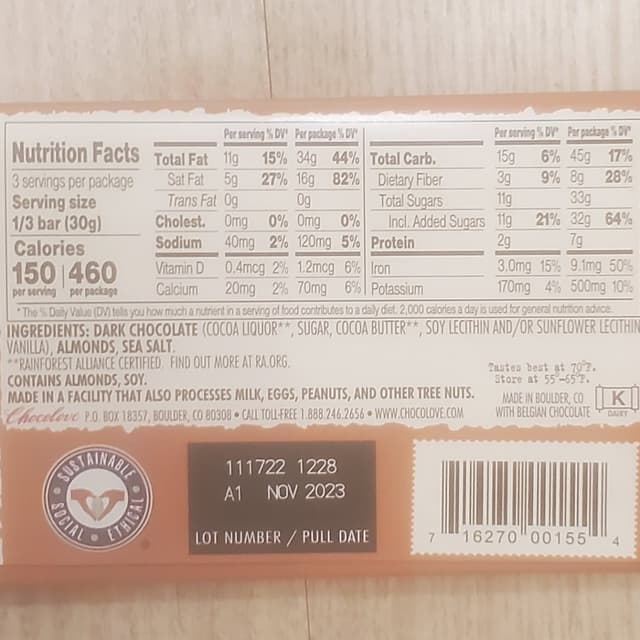 Per serving % DV* Per package % DV* Per serving % DV* Per package % DV*
Nutrition Facts
3 servings per package
Serving size
1/3 bar (30g)
Calories
150 460
per serving per package
Total Fat 11g 15% 34g 44%
Sat Fat 5g 27% 16g 82%
Trans Fat 0g 0g
Cholest. 0mg 0% 0mg 0%
Sodium 40mg 2% 120mg 5%
Vitamin D 0.4mcg 2% 1.2mcg 6%
Calcium 20mg 2% 70mg 6%
Total Carb. 15g 6% 45g 17%
Dietary Fiber 3g 9% 8g 28%
Total Sugars 11g 33g
Incl. Added Sugars 11g 21% 32g 64%
Protein 2g 7g
Iron 3.0mg 15% 9.1mg 50%
Potassium 170mg 4% 500mg 10%
*The % Daily Value (DV) tells you how much a nutrient in a serving of food contributes to a daily diet. 2,000 calories a day is used for general nutrition advice.
INGREDIENTS: DARK CHOCOLATE (COCOA LIQUOR**, SUGAR, COCOA BUTTER**, SOY LECITHIN AND/OR SUNFLOWER LECITHIN
VANILLA), ALMONDS, SEA SALT.
**RAINFOREST ALLIANCE CERTIFIED. FIND OUT MORE AT RA.ORG.
CONTAINS ALMONDS, SOY.
MADE IN A FACILITY THAT ALSO PROCESSES MILK, EGGS, PEANUTS, AND OTHER TREE NUTS.
Chocolove P.O. BOX 18357, BOULDER, CO 80308 • CALL TOLL-FREE 1.888.246.2656 • WWW.CHOCOLOVE.COM
Tastes best at 70°F.
Store at 55°-65°F.
MADE IN BOULDER, CO
WITH BELGIAN CHOCOLATE
K
DAIRY
SUSTAINABLE • ETHICAL • SOCIAL •
111722 1228
A1 NOV 2023
LOT NUMBER / PULL DATE
7 16270 00155 4